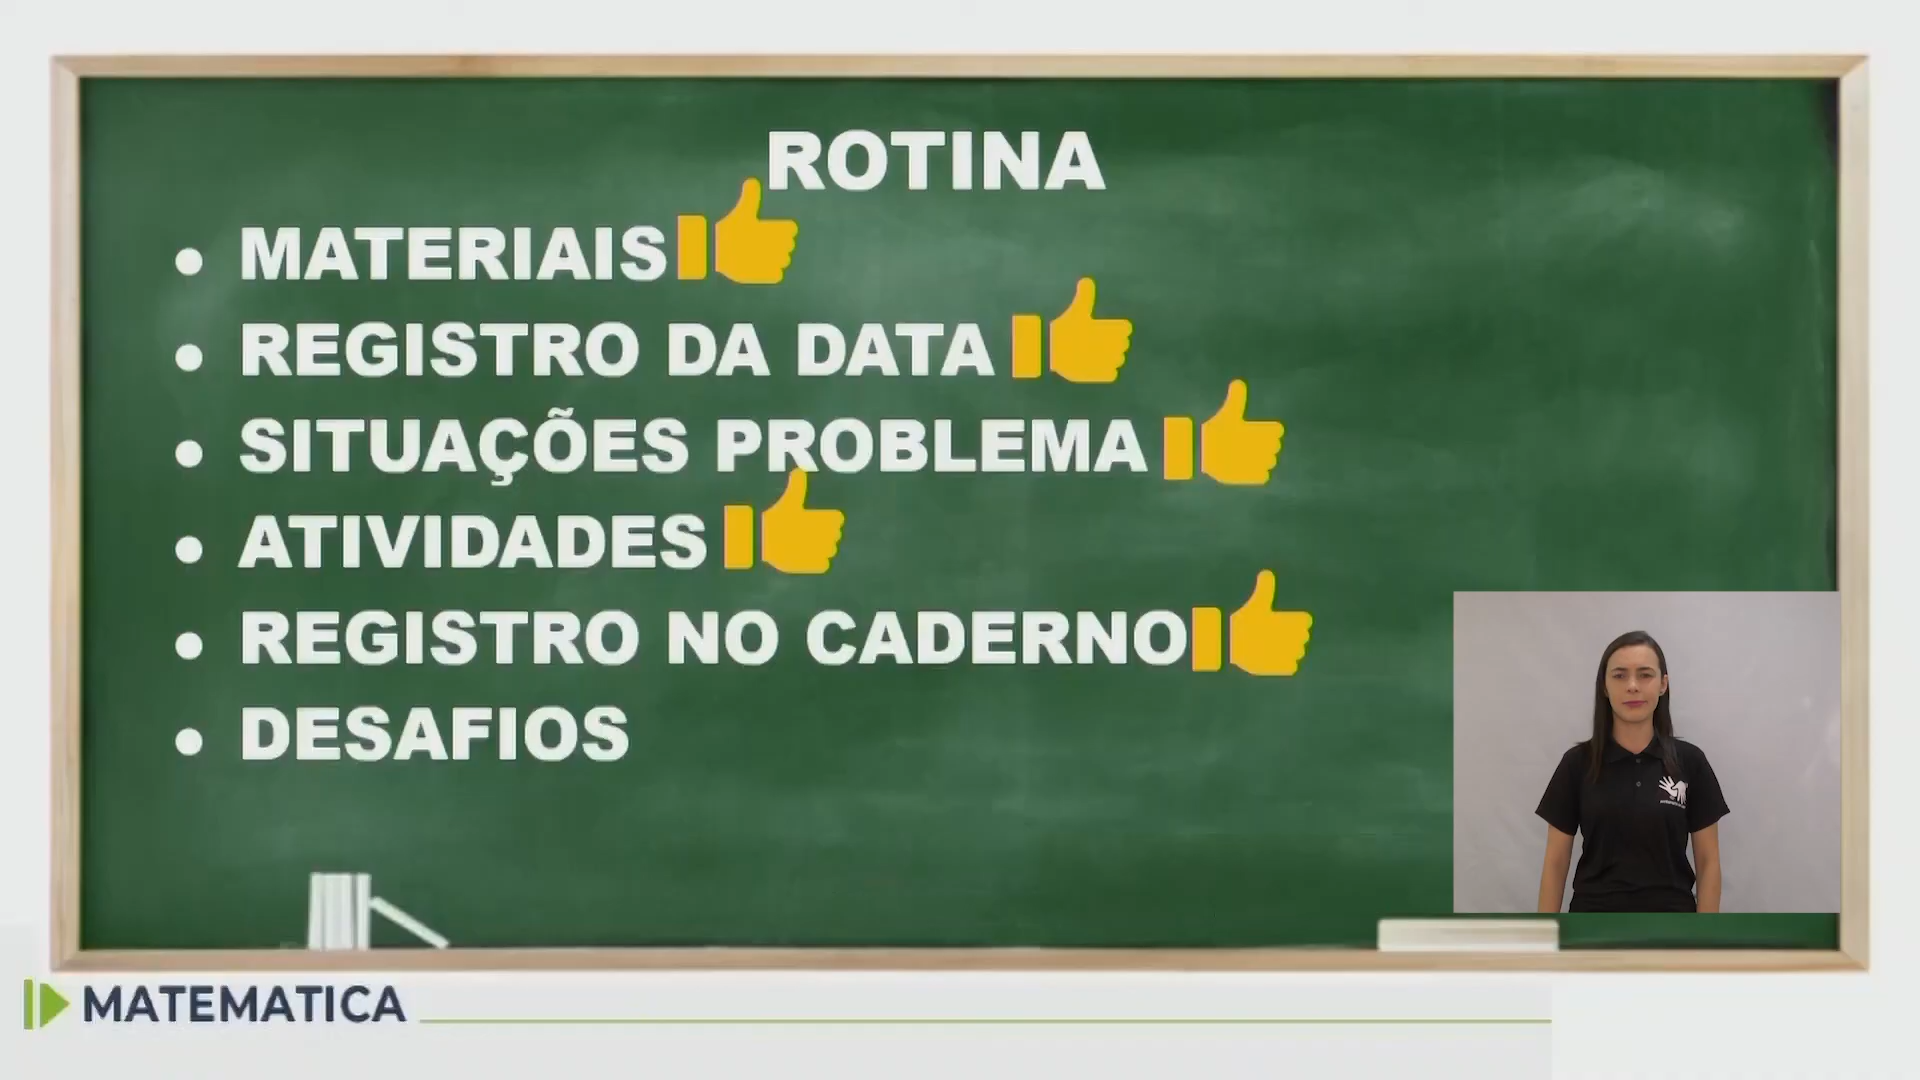 ROTINA
MATERIAIS
REGISTRO DA DATA
SITUAÇÕES PROBLEMA
ATIVIDADES
REGISTRO NO CADERNO
DESAFIOS
MATEMATICA